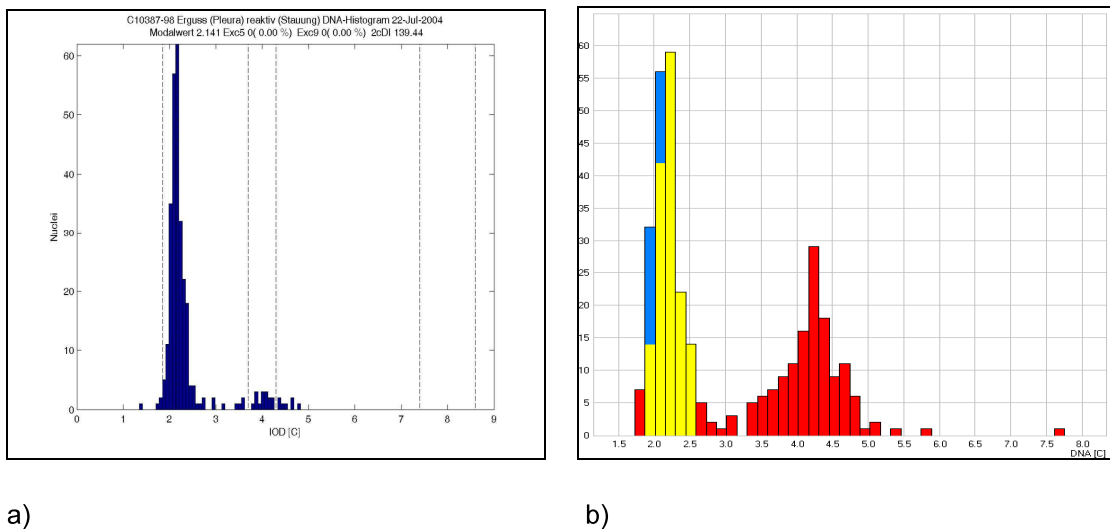 C10387-98 Erguss (Pleura) reaktiv (Stauung) DNA-Histogram 22-Jul-2004
Modalwert 2.141 Exc5 0( 0.00 %) Exc9 0( 0.00 %) 2cDI 139.44
60
50
40
30
20
10
0
Nuclei
0 1 2 3 4 5 6 7 8 9
IOD [C]
65
60
55
50
45
40
35
30
25
20
15
10
5
0
1.5 2.0 2.5 3.0 3.5 4.0 4.5 5.0 5.5 6.0 6.5 7.0 7.5 8.0
DNA [C]
a) b)